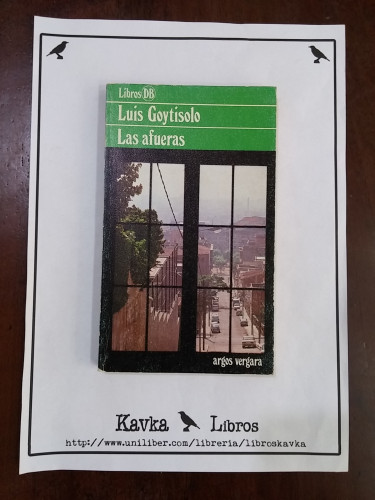 Libros DB
Luis Goytisolo
Las afueras
argos vergara
Kavka Libros
http://www.uniliber.com/libreria/libroskavka